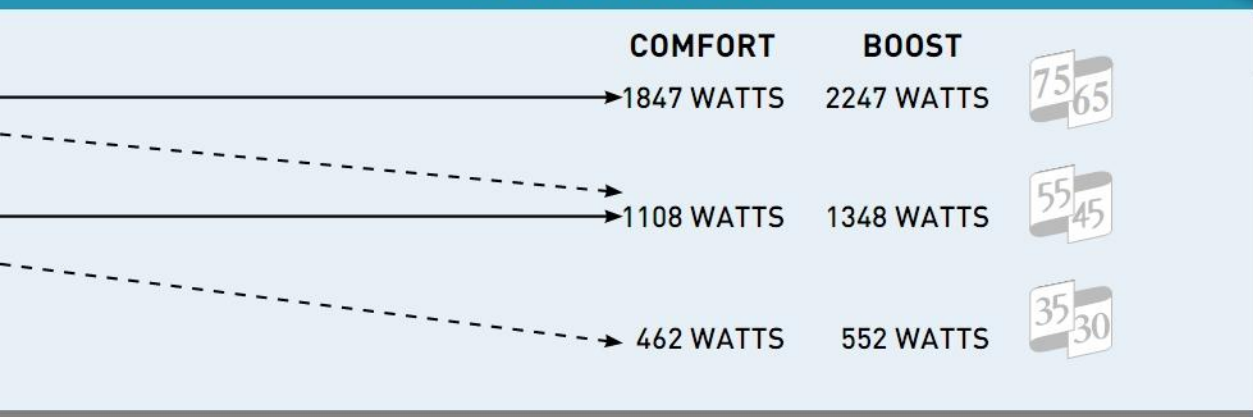 COMFORT BOOST
1847 WATTS 2247 WATTS 75 65
1108 WATTS 1348 WATTS 55 45
462 WATTS 552 WATTS 35 30